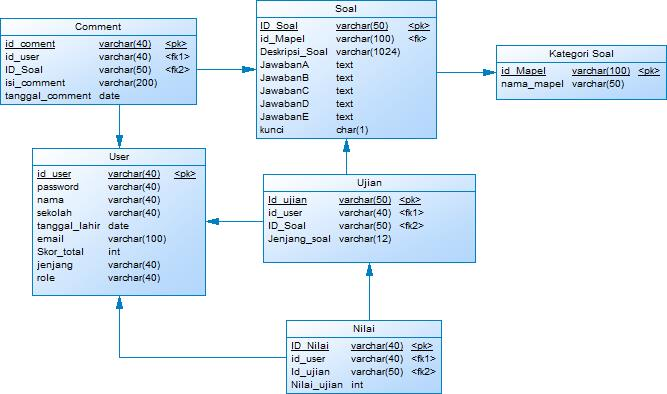 Comment
id_coment varchar(40) <pk>
id_user varchar(40) <fk1>
ID_Soal varchar(50) <fk2>
isi_comment varchar(200)
tanggal_comment date
Soal
ID_Soal varchar(50) <pk>
id_Mapel varchar(100) <fk>
Deskripsi_Soal varchar(1024)
JawabanA text
JawabanB text
JawabanC text
JawabanD text
JawabanE text
kunci char(1)
Kategori Soal
id_Mapel varchar(100) <pk>
nama_mapel varchar(50)
User
id_user varchar(40) <pk>
password varchar(40)
nama varchar(40)
sekolah varchar(40)
tanggal_lahir date
email varchar(100)
Skor_total int
jenjang varchar(40)
role varchar(40)
Ujian
Id_ujian varchar(50) <pk>
id_user varchar(40) <fk1>
ID_Soal varchar(50) <fk2>
Jenjang_soal varchar(12)
Nilai
ID_Nilai varchar(40) <pk>
id_user varchar(40) <fk1>
Id_ujian varchar(50) <fk2>
Nilai_ujian int